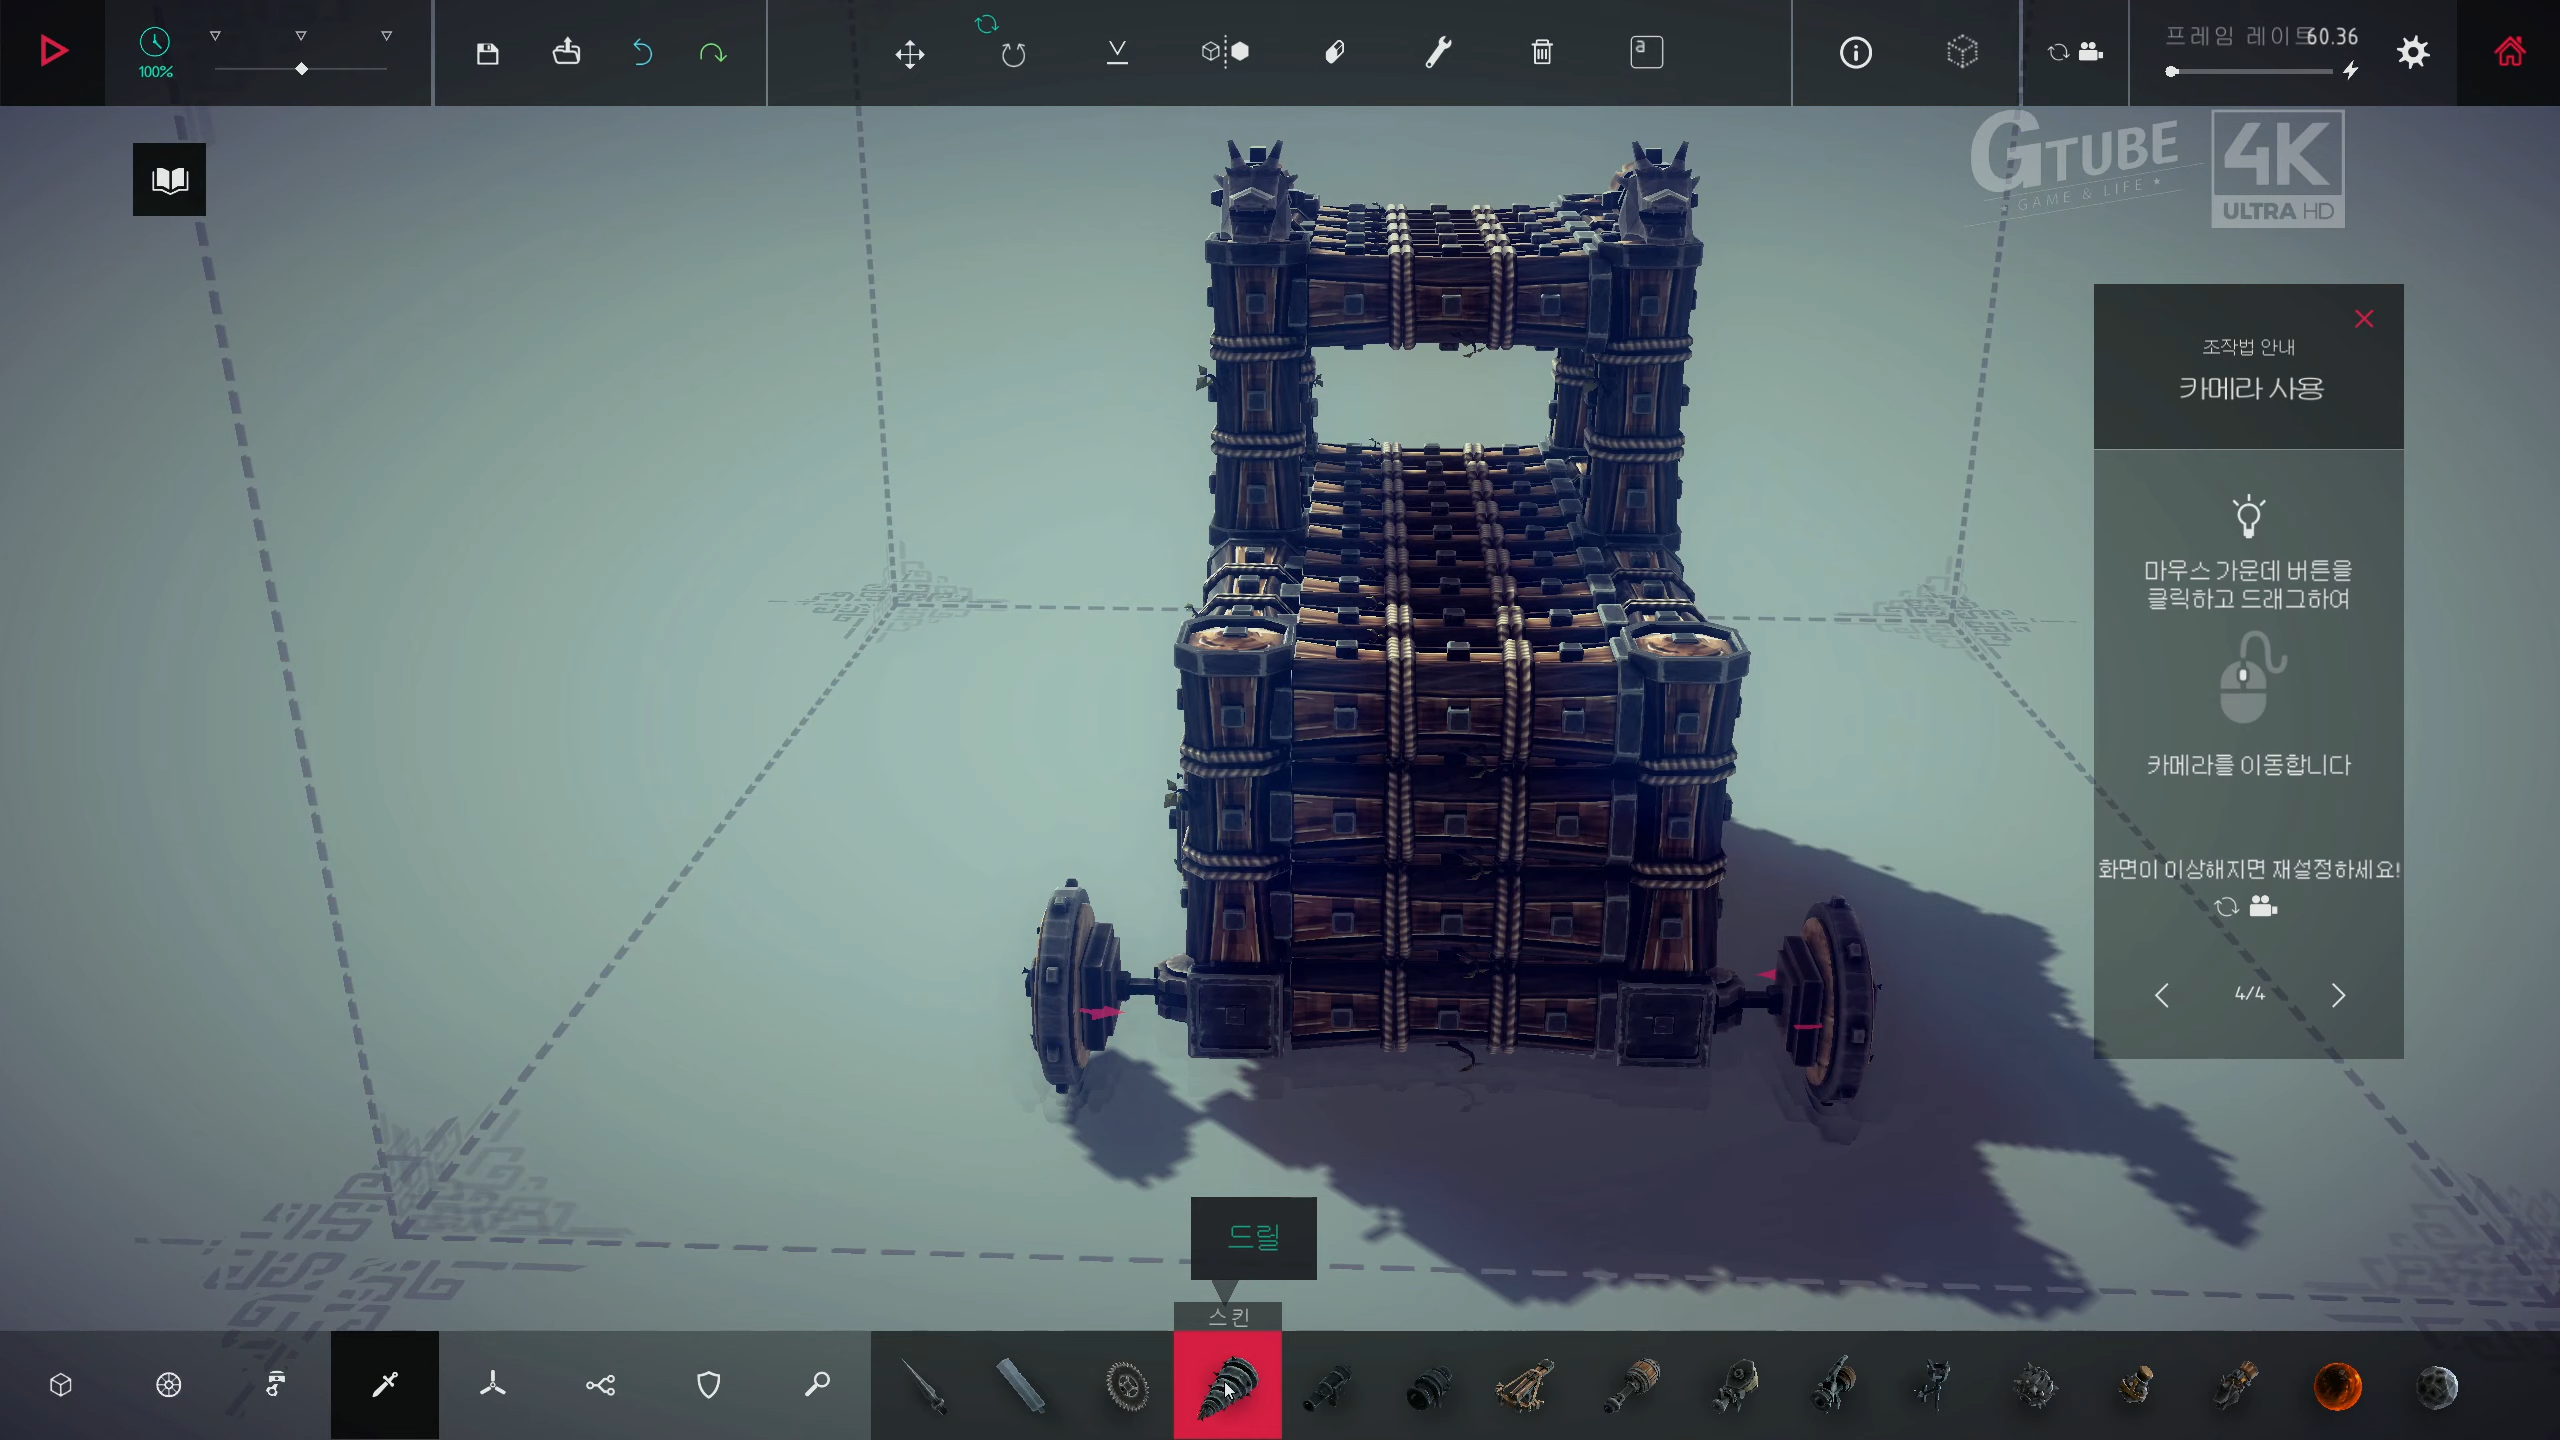 100%
a
프레임 레이트
60.36
GTUBE
GAME & LIFE
4K
ULTRA HD
조작법 안내
카메라 사용
마우스 가운데 버튼을
클릭하고 드래그하여
카메라를 이동합니다
화면이 이상해지면 재설정하세요!
4/4
드릴
스킨